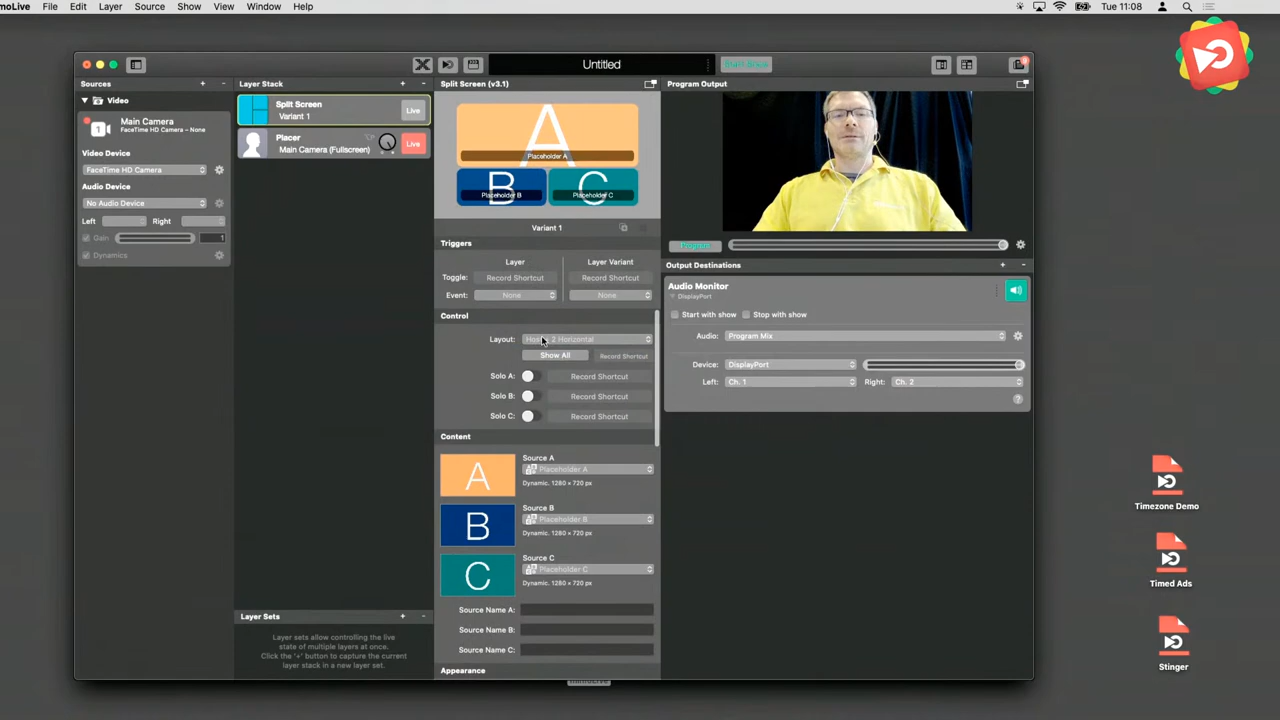 moLive File Edit Layer Source Show View Window Help Tue 11:08
Untitled
Sources
Video
Main Camera
FaceTime HD Camera – None
Video Device
FaceTime HD Camera
Audio Device
No Audio Device
Left Right
Gain 1
Dynamics
Layer Stack
Split Screen
Variant 1
Live
Placer
Main Camera (Fullscreen)
Live
Layer Sets
Layer sets allow controlling the live
state of multiple layers at once.
Click the '+' button to capture the current
layer stack in a new layer set.
Split Screen (v3.1)
A
Placeholder A
B
Placeholder B
C
Placeholder C
Variant 1
Triggers
Layer Layer Variant
Toggle: Record Shortcut Record Shortcut
Event: None None
Control
Layout: 2 Horizontal
Show All Record Shortcut
Solo A: Record Shortcut
Solo B: Record Shortcut
Solo C: Record Shortcut
Content
A
Source A
Placeholder A
Dynamic, 1280 × 720 px
B
Source B
Placeholder B
Dynamic, 1280 × 720 px
C
Source C
Placeholder C
Dynamic, 1280 × 720 px
Source Name A:
Source Name B:
Source Name C:
Appearance
Program Output
Program
Output Destinations
Audio Monitor
DisplayPort
Start with show Stop with show
Audio: Program Mix
Device: DisplayPort
Left: Ch. 1 Right: Ch. 2
Timezone Demo
Timed Ads
Stinger